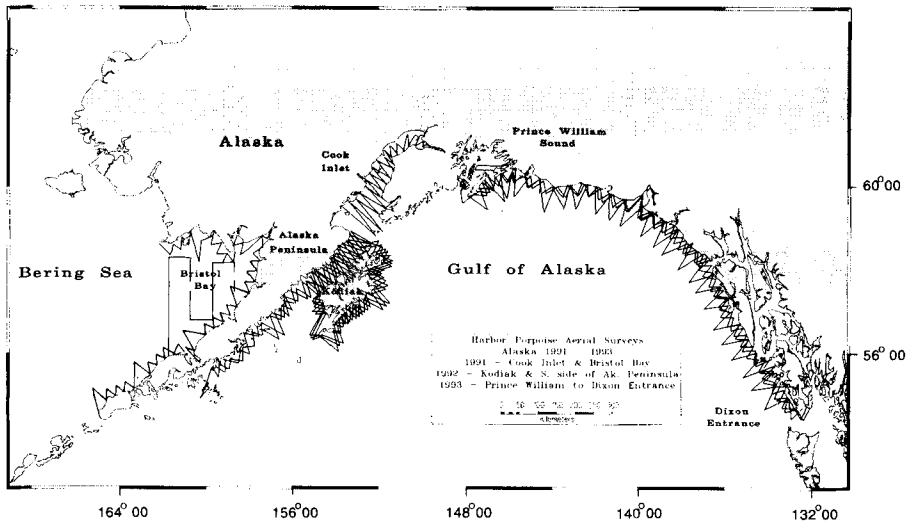 Prince William
Sound
Alaska
Cook
Inlet
60°00
Alaska
Peninsula
Bering Sea
Bristol
Bay
Gulf of Alaska
Kodiak
Harbor Porpoise Aerial Surveys
Alaska 1991 1993
1991 - Cook Inlet & Bristol Bay
1992 - Kodiak & S. side of Ak. Peninsula
1993 - Prince William to Dixon Entrance
56°00
kilometers
Dixon
Entrance
164°00
156°00
148°00
140°00
132°00